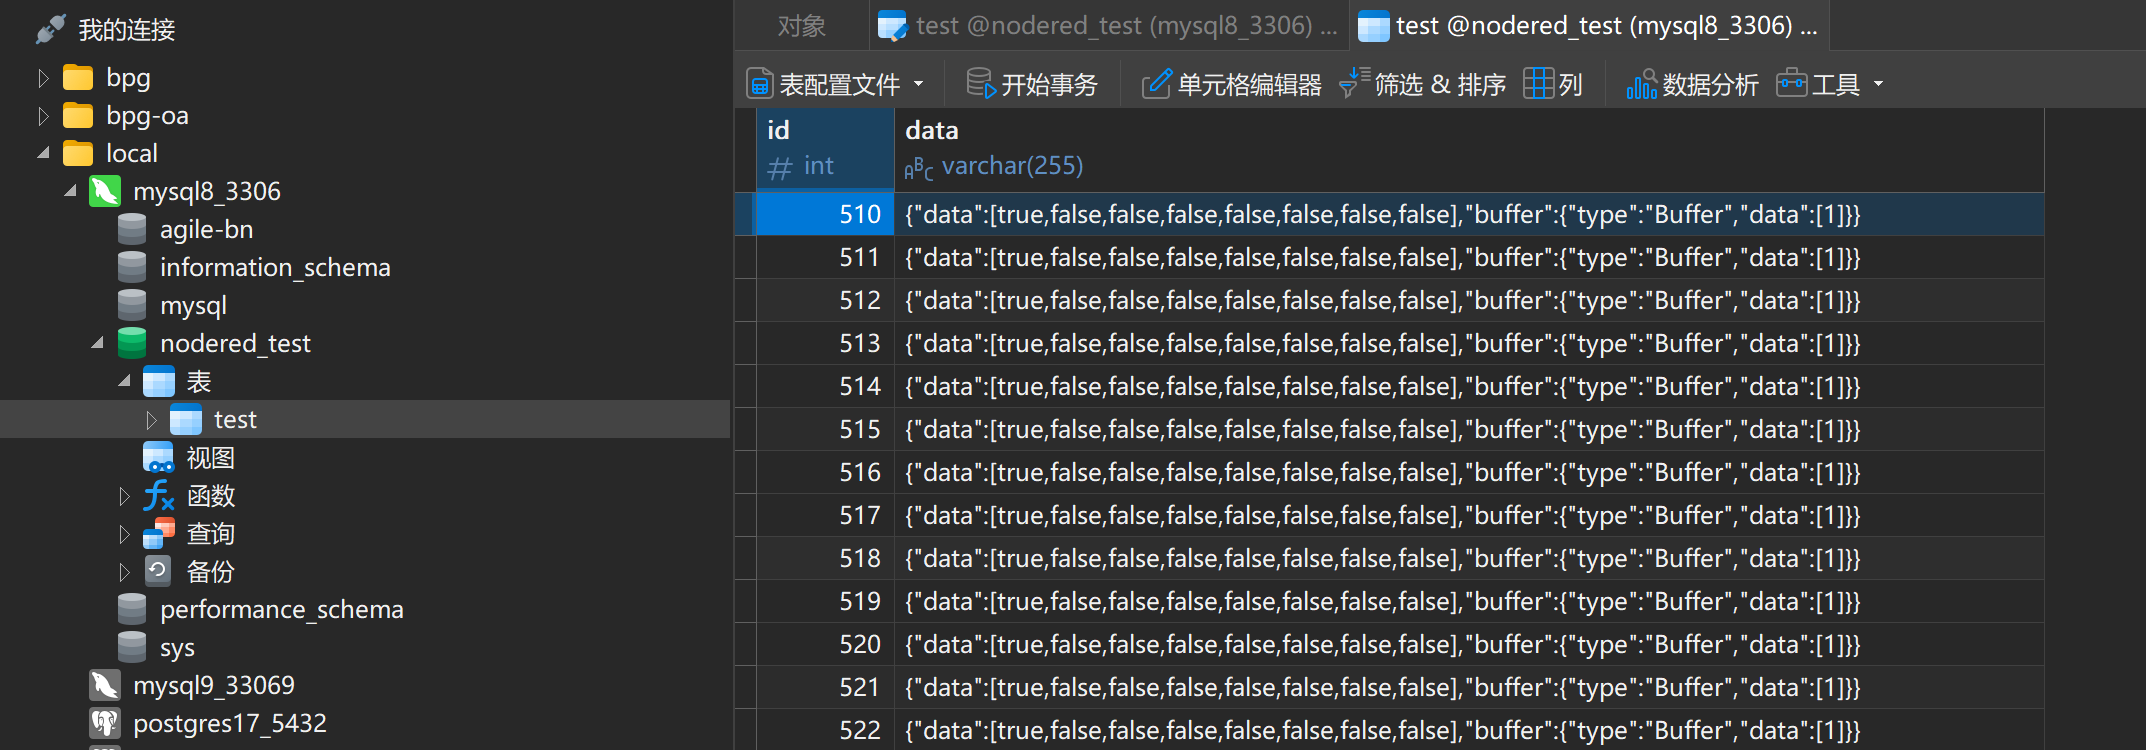 我的连接
bpg
bpg-oa
local
mysql8_3306
agile-bn
information_schema
mysql
nodered_test
表
test
视图
函数
查询
备份
performance_schema
sys
mysql9_33069
postgres17_5432
对象
test @nodered_test (mysql8_3306) ...
test @nodered_test (mysql8_3306) ...
表配置文件 开始事务 单元格编辑器 筛选 & 排序 列 数据分析 工具
id data
# int ABC varchar(255)
510 {"data":[true,false,false,false,false,false,false,false],"buffer":{"type":"Buffer","data":[1]}}
511 {"data":[true,false,false,false,false,false,false,false],"buffer":{"type":"Buffer","data":[1]}}
512 {"data":[true,false,false,false,false,false,false,false],"buffer":{"type":"Buffer","data":[1]}}
513 {"data":[true,false,false,false,false,false,false,false],"buffer":{"type":"Buffer","data":[1]}}
514 {"data":[true,false,false,false,false,false,false,false],"buffer":{"type":"Buffer","data":[1]}}
515 {"data":[true,false,false,false,false,false,false,false],"buffer":{"type":"Buffer","data":[1]}}
516 {"data":[true,false,false,false,false,false,false,false],"buffer":{"type":"Buffer","data":[1]}}
517 {"data":[true,false,false,false,false,false,false,false],"buffer":{"type":"Buffer","data":[1]}}
518 {"data":[true,false,false,false,false,false,false,false],"buffer":{"type":"Buffer","data":[1]}}
519 {"data":[true,false,false,false,false,false,false,false],"buffer":{"type":"Buffer","data":[1]}}
520 {"data":[true,false,false,false,false,false,false,false],"buffer":{"type":"Buffer","data":[1]}}
521 {"data":[true,false,false,false,false,false,false,false],"buffer":{"type":"Buffer","data":[1]}}
522 {"data":[true,false,false,false,false,false,false,false],"buffer":{"type":"Buffer","data":[1]}}